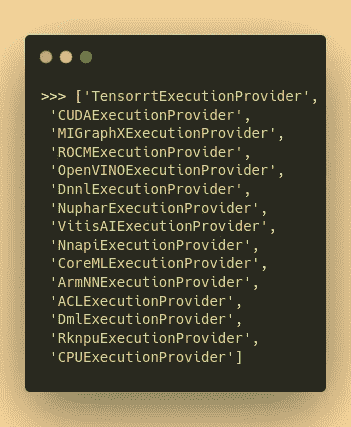 >>> ['TensorrtExecutionProvider',
'CUDAExecutionProvider',
'MIGraphXExecutionProvider',
'ROCMExecutionProvider',
'OpenVINOExecutionProvider',
'DnnlExecutionProvider',
'NupharExecutionProvider',
'VitisAIExecutionProvider',
'NnapiExecutionProvider',
'CoreMLExecutionProvider',
'ArmNNExecutionProvider',
'ACLExecutionProvider',
'DmlExecutionProvider',
'RknpuExecutionProvider',
'CPUExecutionProvider']